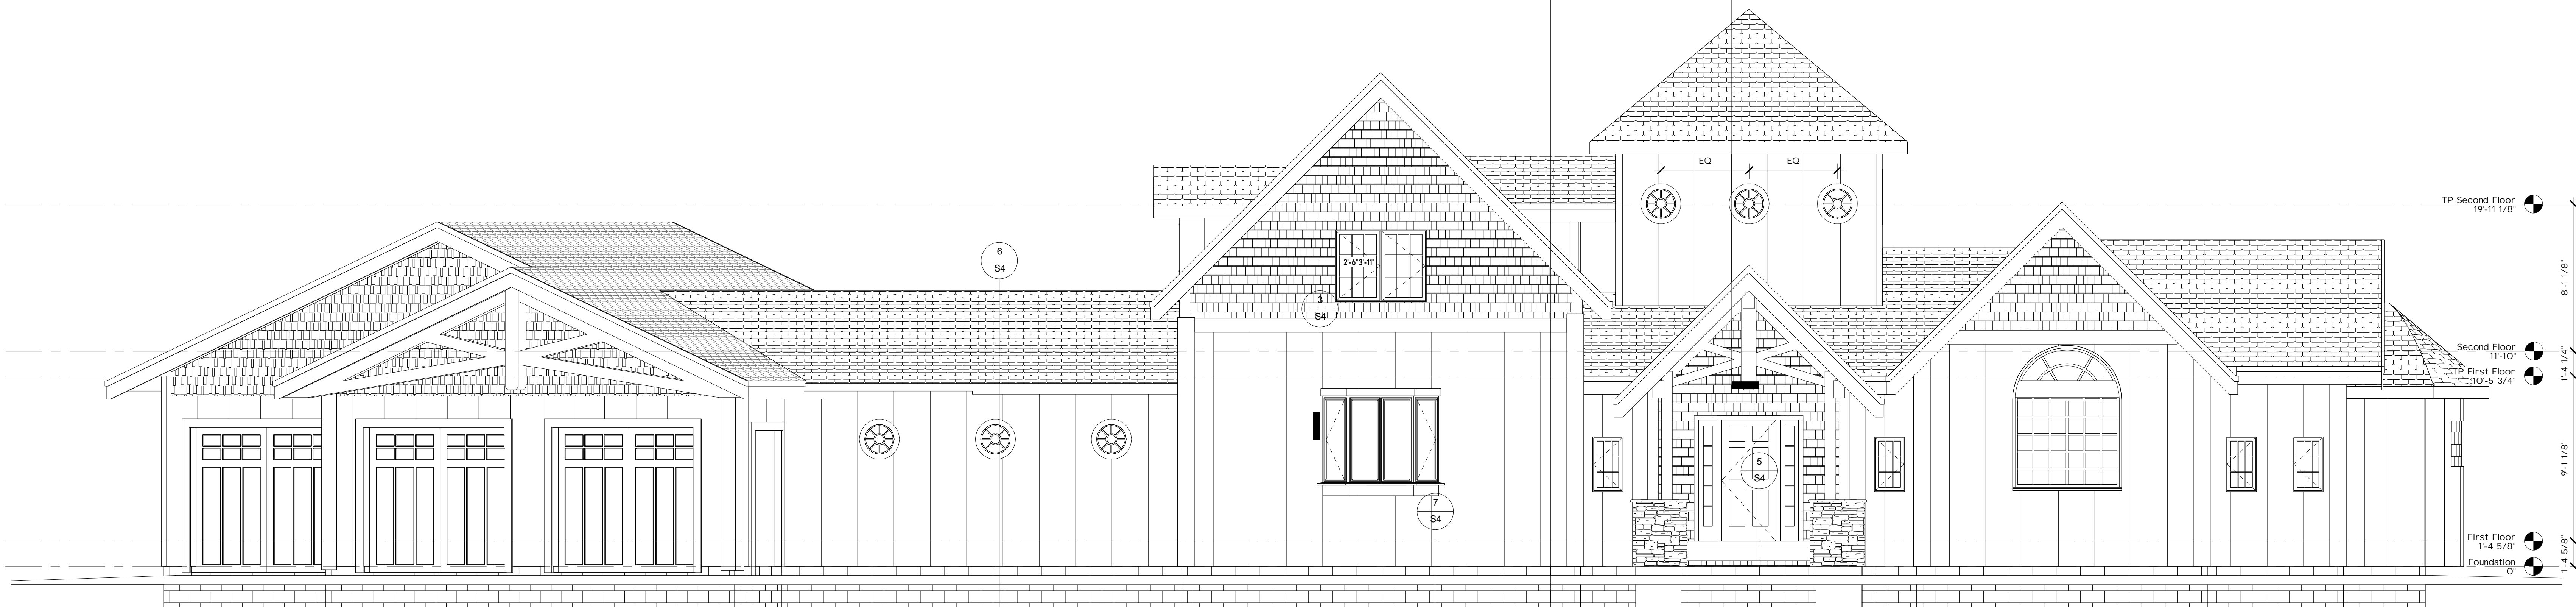 EQ
EQ
TP Second Floor
19'-11 1/8"
6
S4
2'-6"3'-11"
8'-1 1/8"
3
S4
Second Floor
11'-10"
1'-4 1/4"
TP First Floor
10'-5 3/4"
5
S4
9'-1 1/8"
7
S4
First Floor
1'-4 5/8"
1'-4 5/8"
Foundation
0"